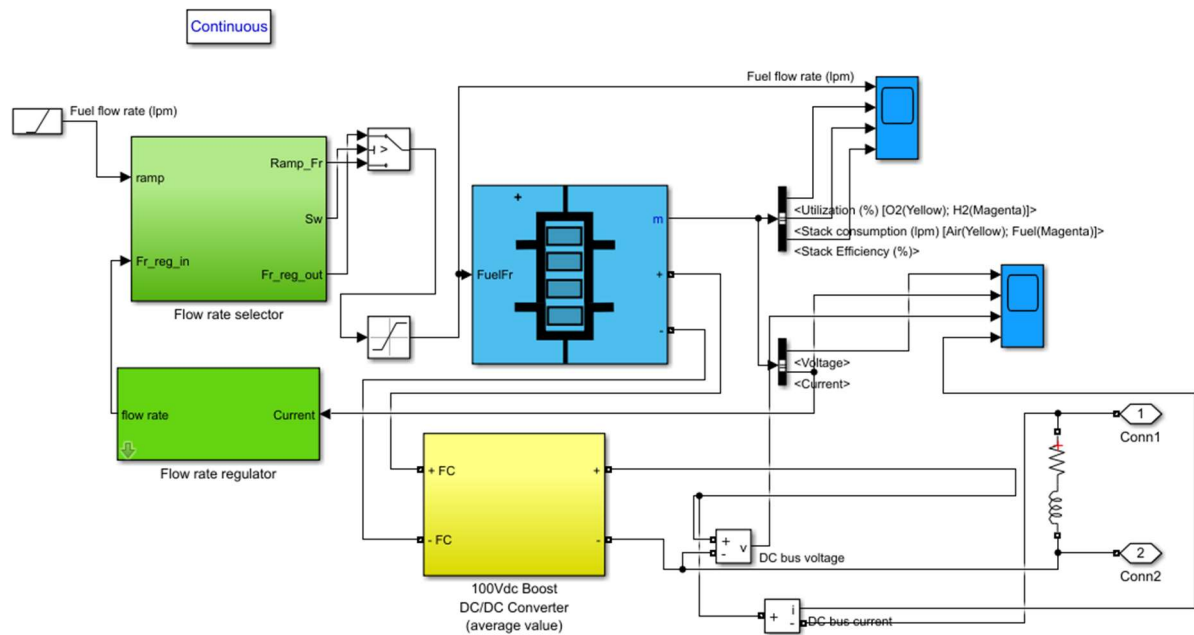 Continuous
Fuel flow rate (lpm)
Fuel flow rate (lpm)
ramp
Ramp_Fr
>
Sw
Fr_reg_in
Fr_reg_out
Flow rate selector
+
m
FuelFr
+
-
<Utilization (%) [O2(Yellow); H2(Magenta)]>
<Stack consumption (lpm) [Air(Yellow; Fuel(Magenta)]>
<Stack Efficiency (%)>
<Voltage>
<Current>
flow rate
Current
Flow rate regulator
+ FC
+
- FC
-
100Vdc Boost
DC/DC Converter
(average value)
+
-
v
DC bus voltage
+
i
-
DC bus current
1
Conn1
+
2
Conn2